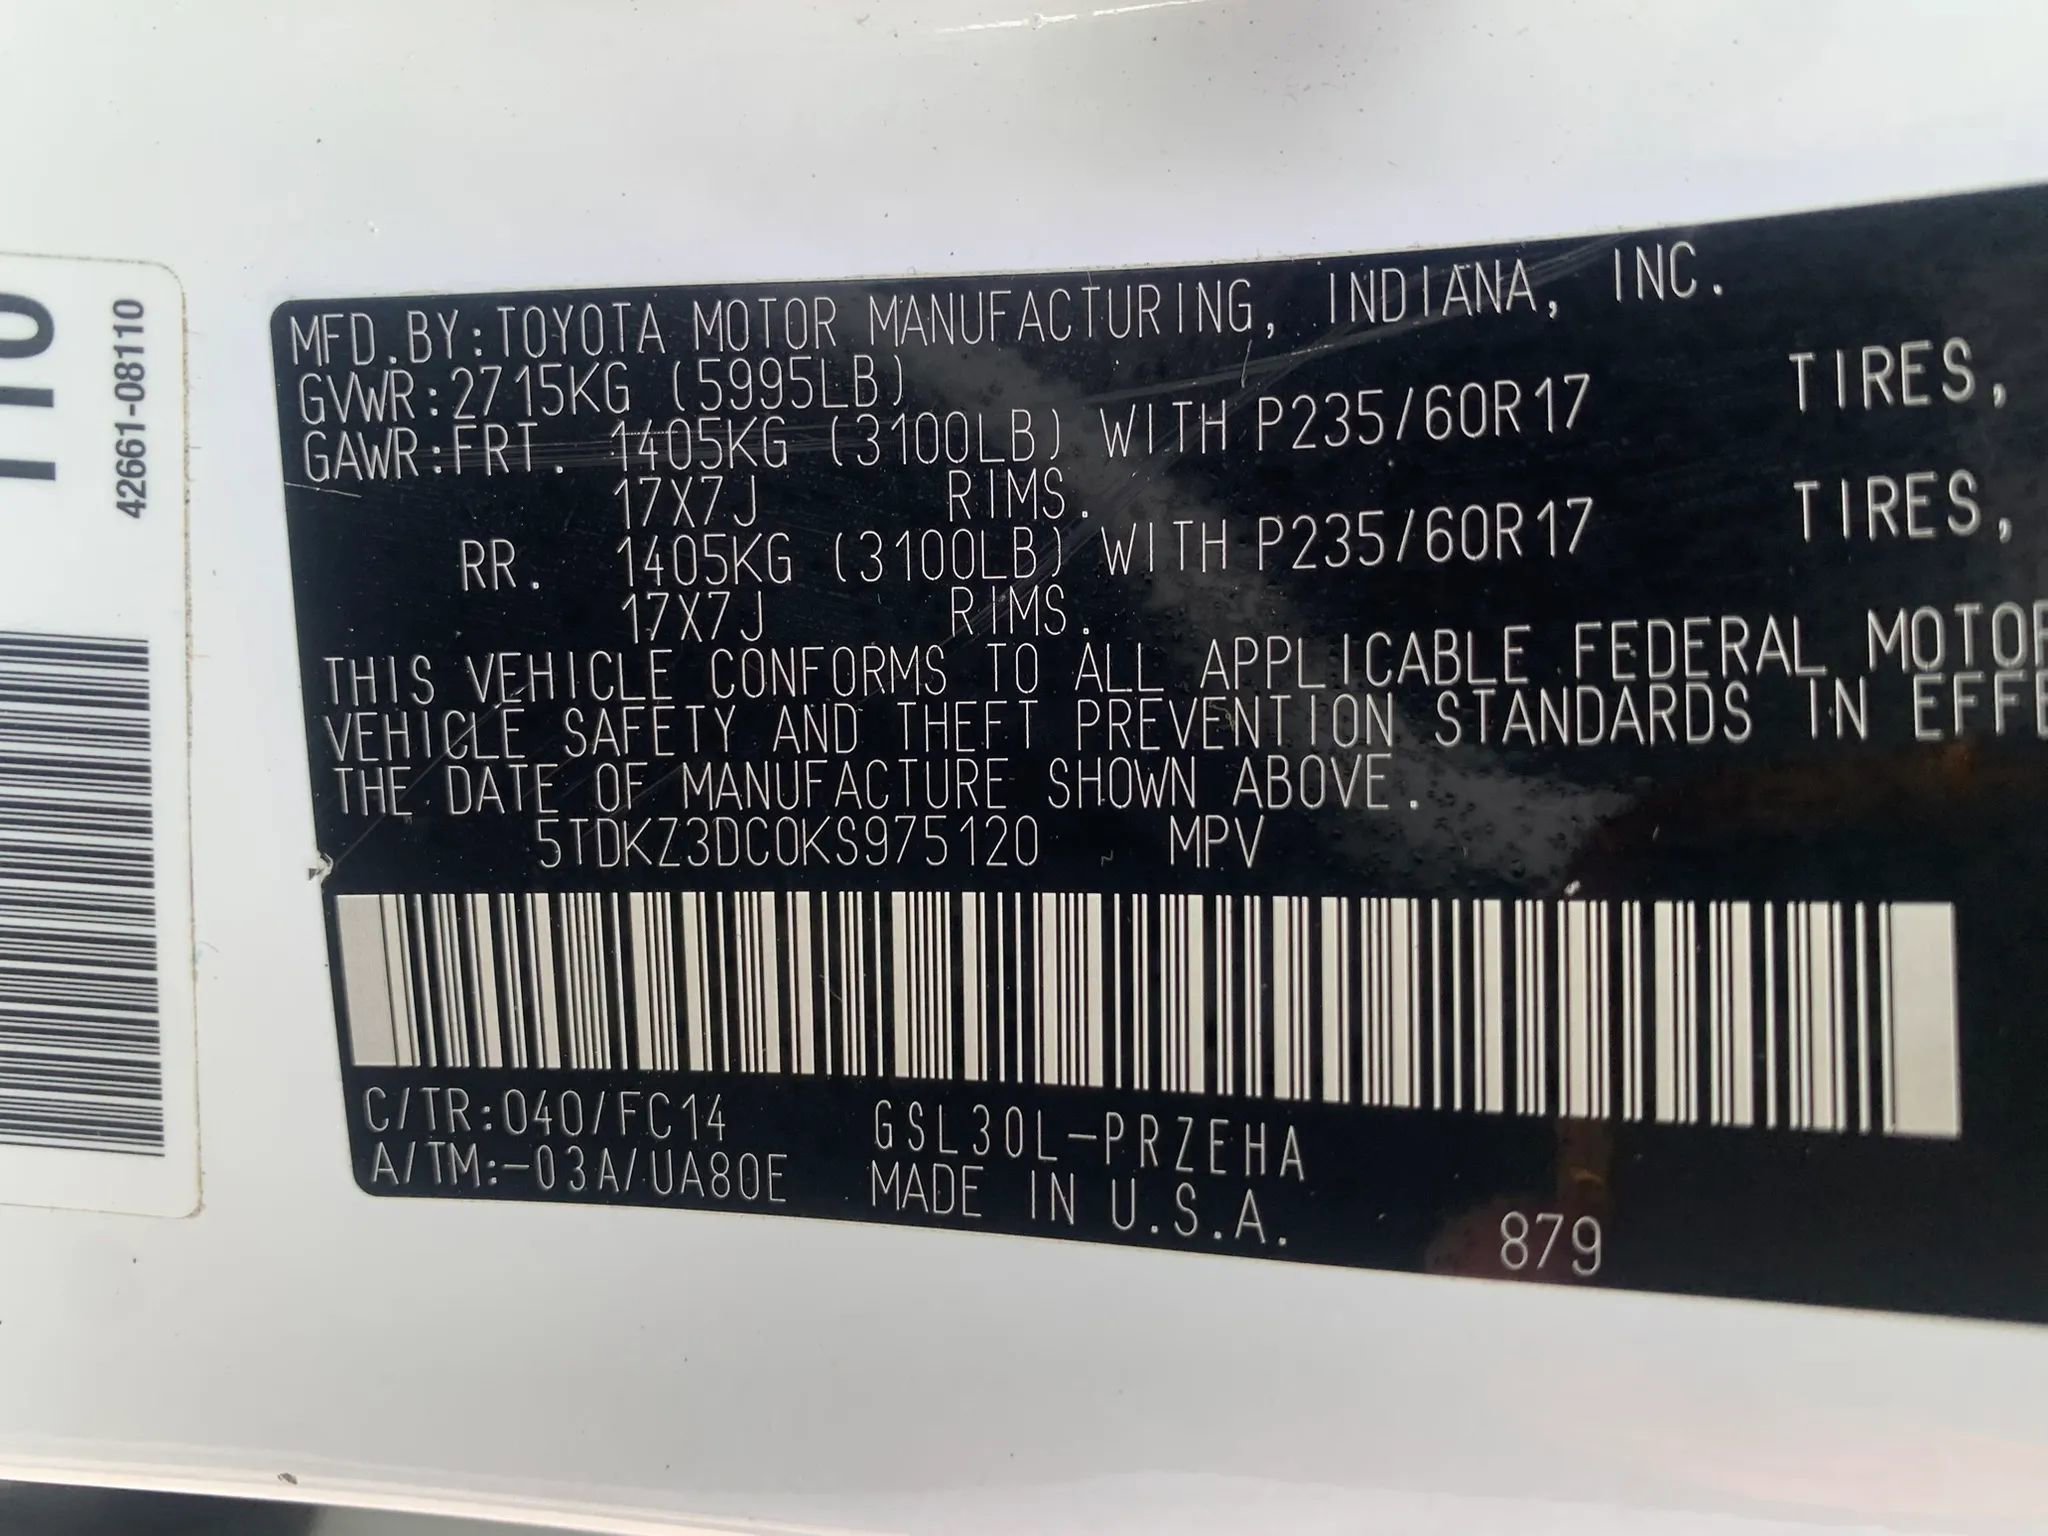 110
42661-08110
MFD.BY:TOYOTA MOTOR MANUFACTURING, INDIANA, INC.
GVWR:2715KG (5995LB)
GAWR:FRT. 1405KG (3100LB) WITH P235/60R17 TIRES,
17X7J RIMS.
RR. 1405KG (3100LB) WITH P235/60R17 TIRES,
17X7J RIMS.
THIS VEHICLE CONFORMS TO ALL APPLICABLE FEDERAL MOTOR
VEHICLE SAFETY AND THEFT PREVENTION STANDARDS IN EFFE
THE DATE OF MANUFACTURE SHOWN ABOVE.
5TDKZ3DC0KS975120 MPV
C/TR:040/FC14 GSL30L-PRZEHA
A/TM:-03A/UA80E MADE IN U.S.A.
879